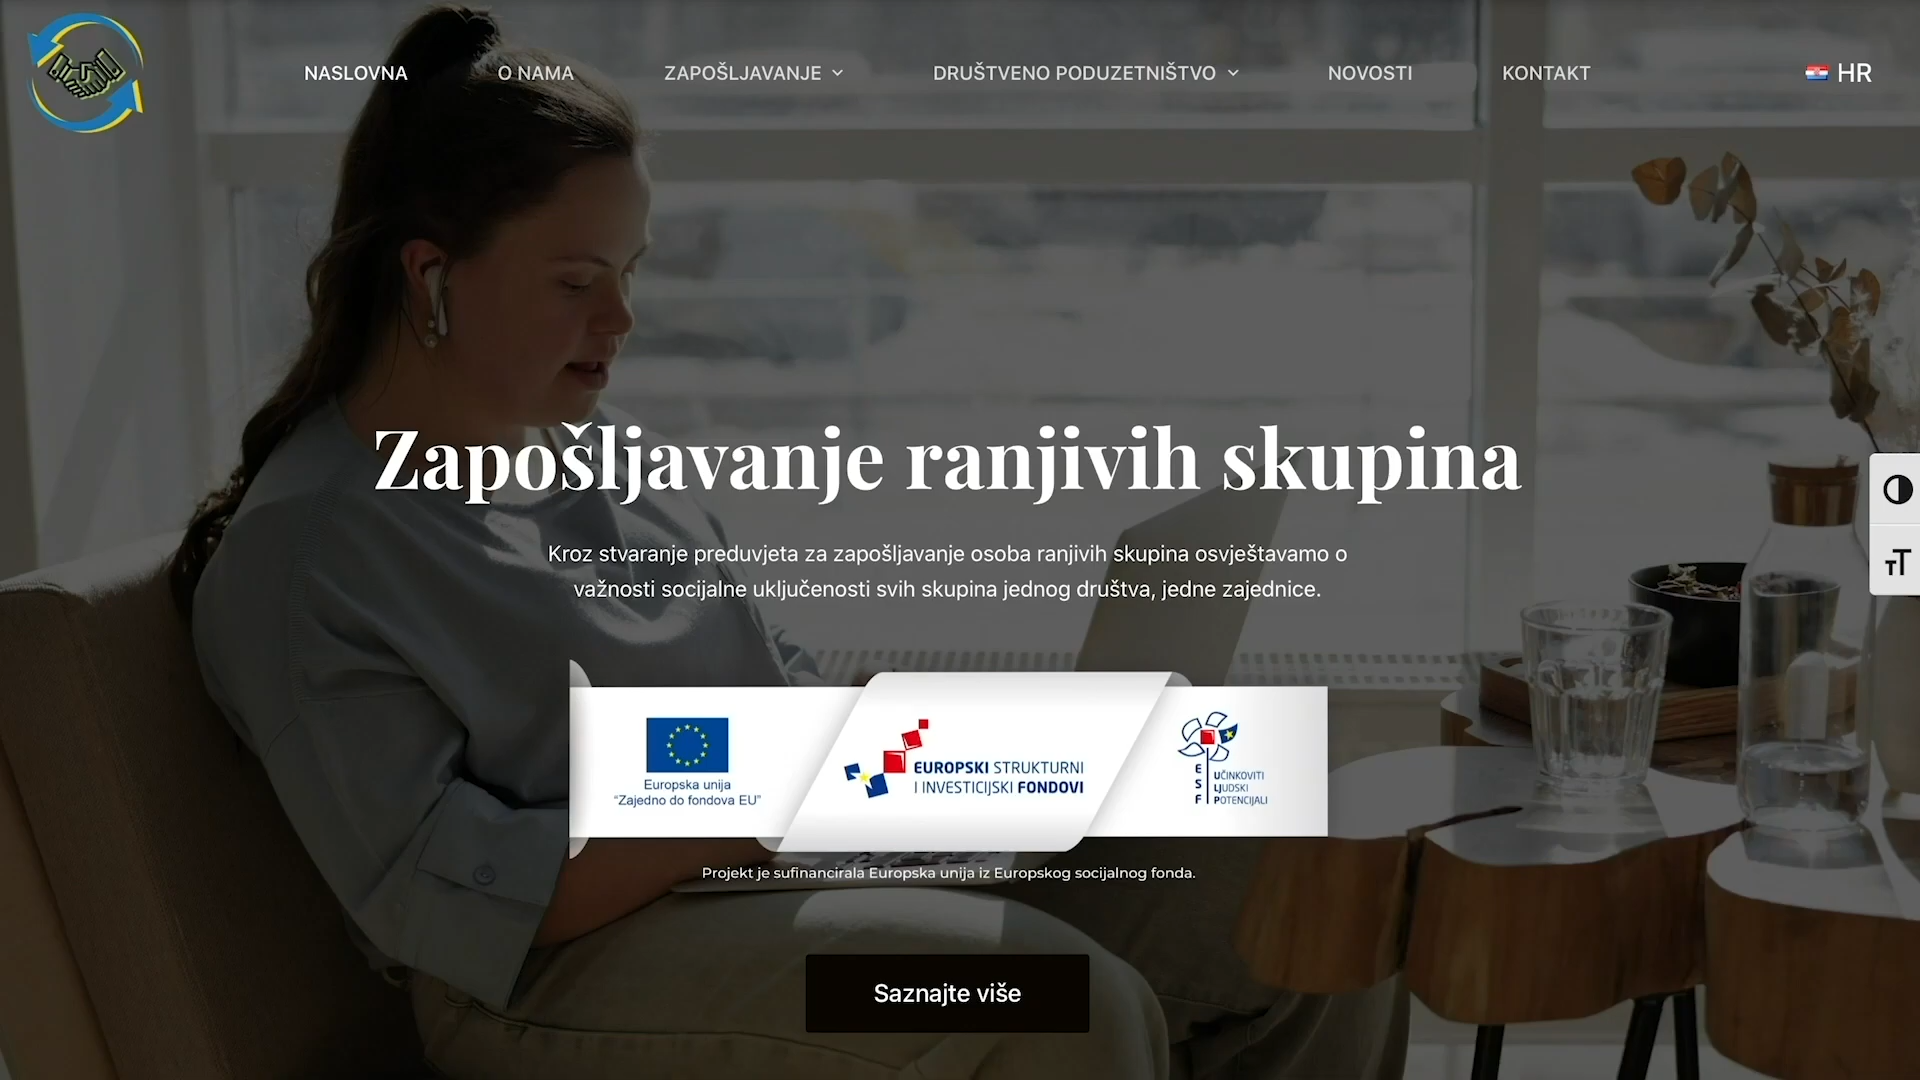 NASLOVNA
O NAMA
ZAPOŠLJAVANJE
DRUŠTVENO PODUZETNIŠTVO
NOVOSTI
KONTAKT
HR
Zapošljavanje ranjivih skupina
Kroz stvaranje preduvjeta za zapošljavanje osoba ranjivih skupina osvještavamo o
važnosti socijalne uključenosti svih skupina jednog društva, jedne zajednice.
Europska unija
“Zajedno do fondova EU”
EUROPSKI STRUKTURNI
I INVESTICIJSKI FONDOVI
ESF
UČINKOVITI
LJUDSKI
POTENCIJALI
Projekt je sufinancirala Europska unija iz Europskog socijalnog fonda.
Saznajte više
TT